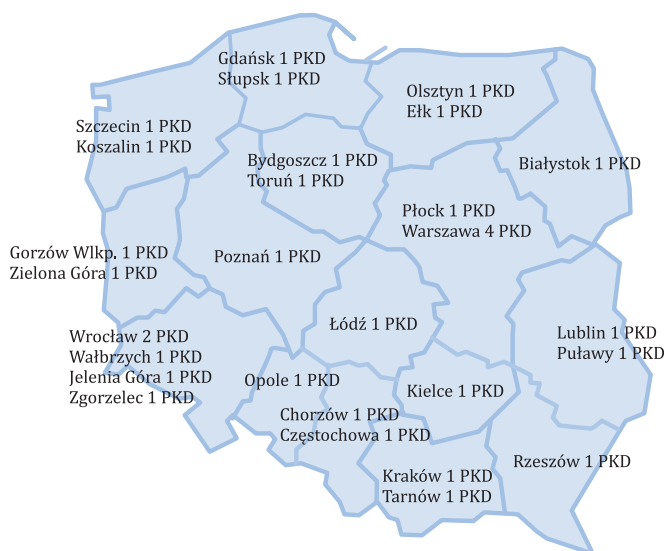 Gdańsk 1 PKD
Słupsk 1 PKD
Olsztyn 1 PKD
Ełk 1 PKD
Szczecin 1 PKD
Koszalin 1 PKD
Bydgoszcz 1 PKD
Toruń 1 PKD
Białystok 1 PKD
Płock 1 PKD
Warszawa 4 PKD
Gorzów Wlkp. 1 PKD
Zielona Góra 1 PKD
Poznań 1 PKD
Łódź 1 PKD
Wrocław 2 PKD
Wałbrzych 1 PKD
Jelenia Góra 1 PKD
Zgorzelec 1 PKD
Lublin 1 PKD
Puławy 1 PKD
Opole 1 PKD
Kielce 1 PKD
Chorzów 1 PKD
Częstochowa 1 PKD
Rzeszów 1 PKD
Kraków 1 PKD
Tarnów 1 PKD